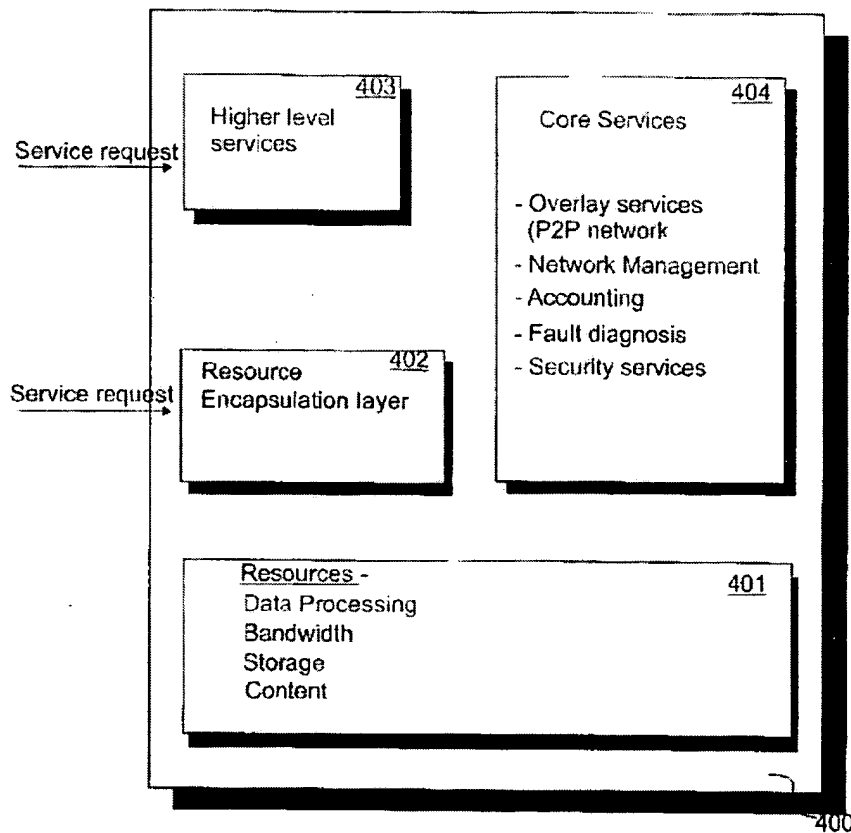 403
Higher level
services
Service request
404
Core Services
- Overlay services
(P2P network
- Network Management
- Accounting
- Fault diagnosis
- Security services
402
Resource
Encapsulation layer
Service request
401
Resources -
Data Processing
Bandwidth
Storage
Content
400